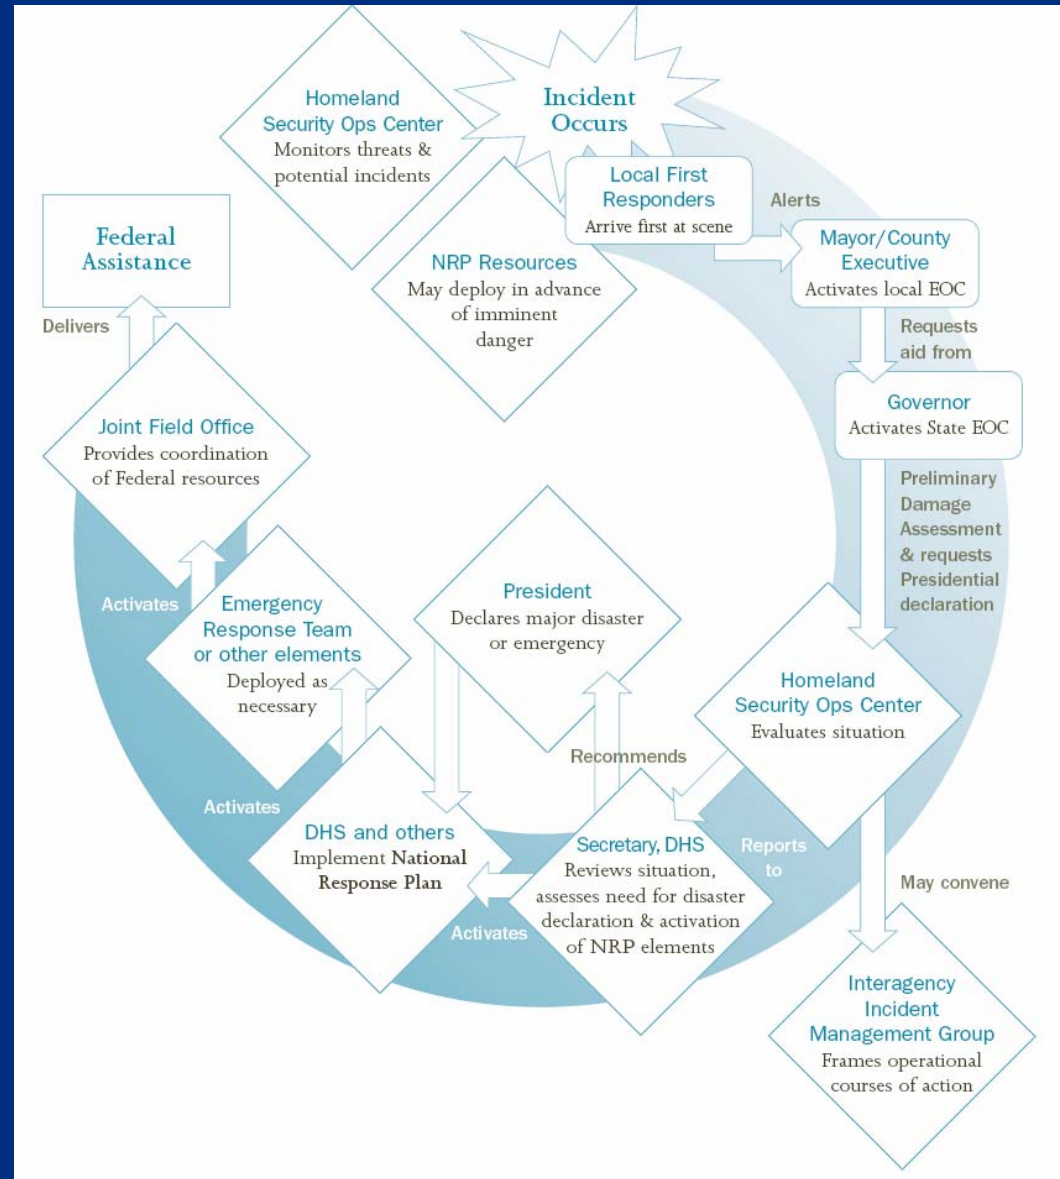 Incident
Occurs
Homeland
Security Ops Center
Monitors threats &
potential incidents
Local First
Responders
Arrive first at scene
Alerts
Mayor/County
Executive
Activates local EOC
NRP Resources
May deploy in advance
of imminent
danger
Federal
Assistance
Delivers
Requests
aid from
Governor
Activates State EOC
Joint Field Office
Provides coordination
of Federal resources
Preliminary
Damage
Assessment
& requests
Presidential
declaration
Activates
Emergency
Response Team
or other elements
Deployed as
necessary
President
Declares major disaster
or emergency
Homeland
Security Ops Center
Evaluates situation
Recommends
Activates
DHS and others
Implement National
Response Plan
Secretary, DHS
Reviews situation,
assesses need for disaster
declaration & activation
of NRP elements
Reports
to
Activates
May convene
Interagency
Incident
Management Group
Frames operational
courses of action